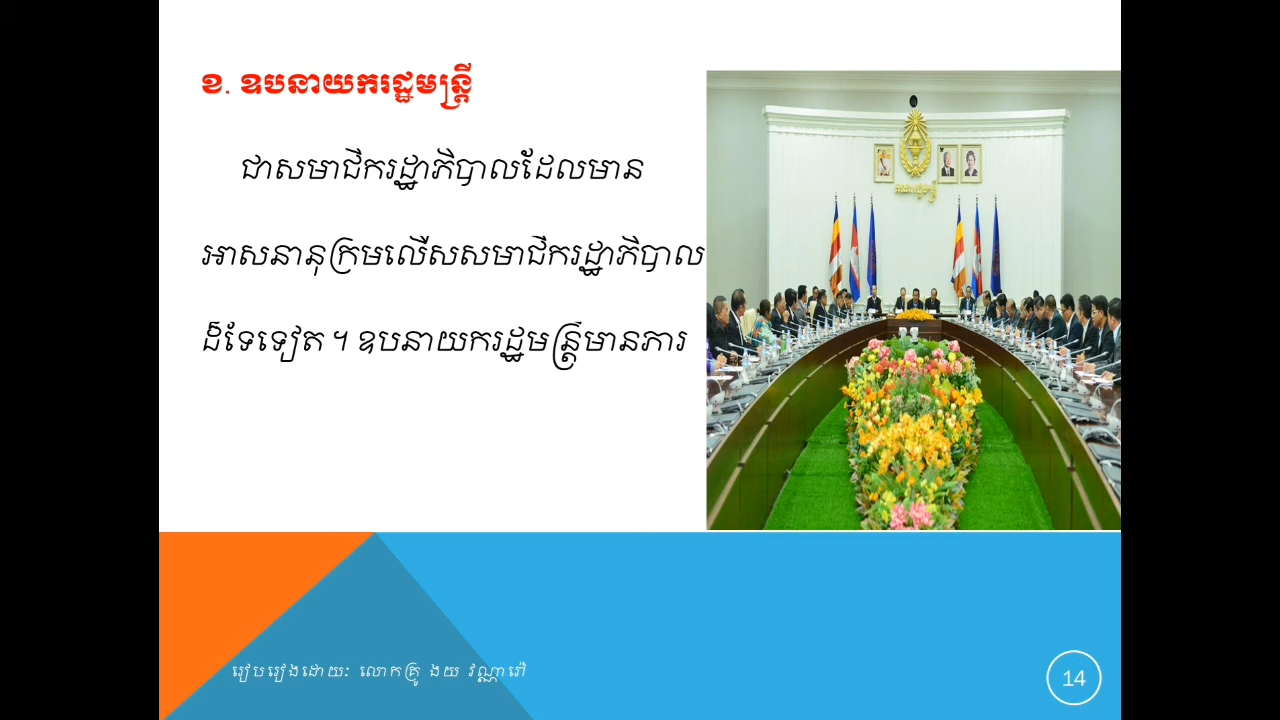 ខ. ឧបនាយករដ្ឋមន្ត្រី
ជាសមាជិករដ្ឋាភិបាលដែលមាន
អាសនានុក្រមលើសសមាជិករដ្ឋាភិបាល
ដ៏ទៃទៀត ។ ឧបនាយករដ្ឋមន្ត្រីមានភារ
រៀបរៀងដោយៈ លោកគ្រូ ងយ វណ្ណារ៉ៅ
14